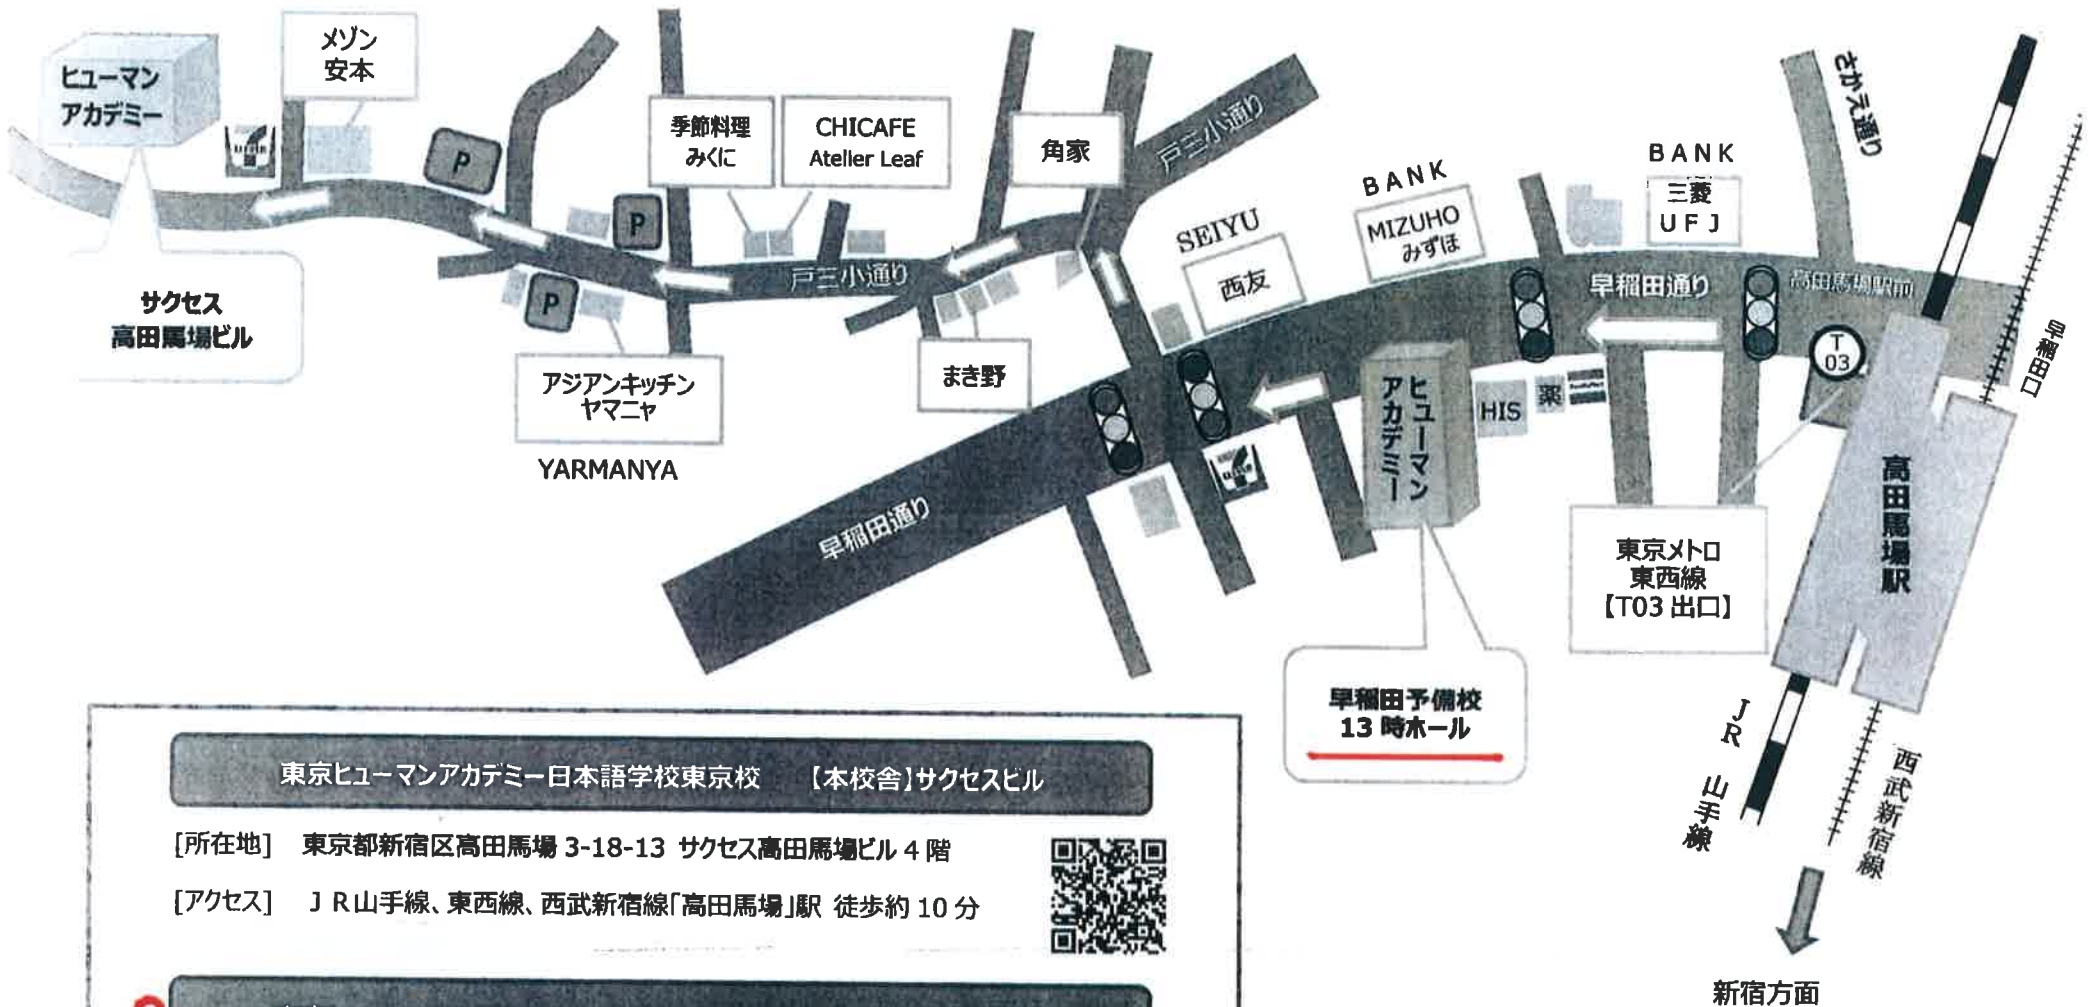 ヒューマン
アカデミー
メゾン
安本
P
季節料理
みくに
CHICAFE
Atelier Leaf
角家
戸三小通り
BANK
MIZUHO
みずほ
SEIYU
西友
BANK
三菱
UFJ
さかえ通り
早稲田通り
高田馬場駅前
早稲田口
T
03
P
戸三小通り
P
サクセス
高田馬場ビル
アジアンキッチン
ヤマニャ
YARMANYA
まき野
ヒューマン
アカデミー
HIS
薬
FamilyMart
高田馬場駅
早稲田通り
東京メトロ
東西線
【T03 出口】
早稲田予備校
13 時ホール
JR 山手線
西武新宿線
新宿方面
東京ヒューマンアカデミー日本語学校東京校 【本校舎】サクセスビル
[所在地] 東京都新宿区高田馬場 3-18-13 サクセス高田馬場ビル 4 階
[アクセス] JR山手線、東西線、西武新宿線「高田馬場」駅 徒歩約 10 分